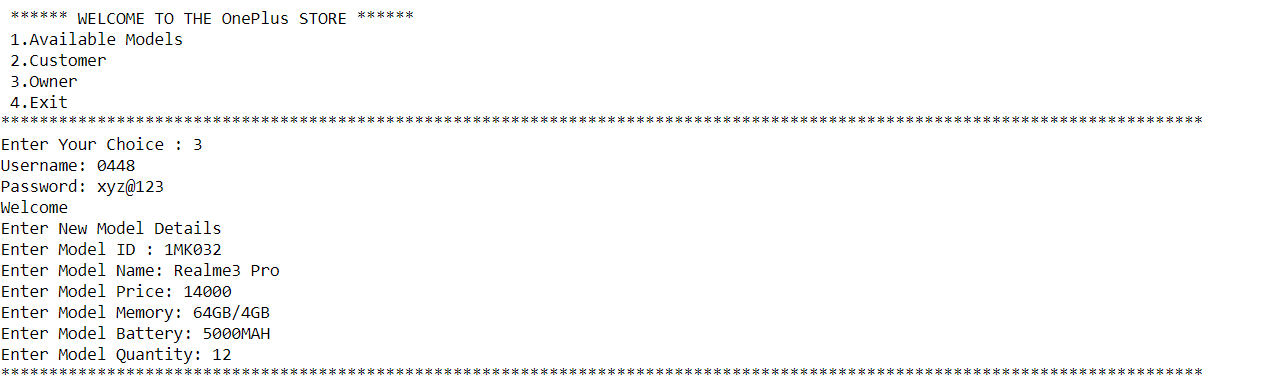 ****** WELCOME TO THE OnePlus STORE ******
1.Available Models
2.Customer
3.Owner
4.Exit
*****************************************************************************************************************************
Enter Your Choice : 3
Username: 0448
Password: xyz@123
Welcome
Enter New Model Details
Enter Model ID : 1MK032
Enter Model Name: Realme3 Pro
Enter Model Price: 14000
Enter Model Memory: 64GB/4GB
Enter Model Battery: 5000MAH
Enter Model Quantity: 12
*****************************************************************************************************************************